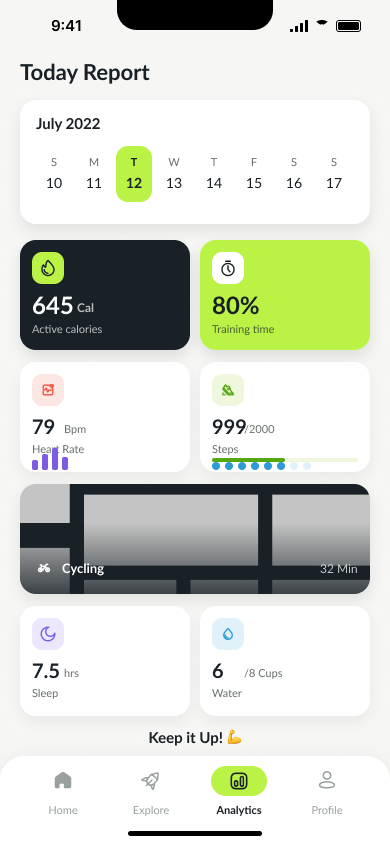 9:41
Today Report
July 2022
S M T W T F S S
10 11 12 13 14 15 16 17
645 Cal
Active calories
80%
Training time
79 Bpm
Heart Rate
999/2000
Steps
Cycling
32 Min
7.5 hrs
Sleep
6 /8 Cups
Water
Keep it Up! 💪
Home
Explore
Analytics
Profile